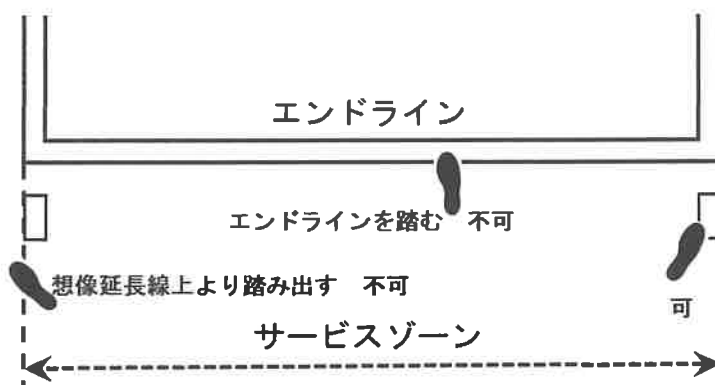 エンドライン
エンドラインを踏む　不可
想像延長線上より踏み出す　不可
可
サービスゾーン